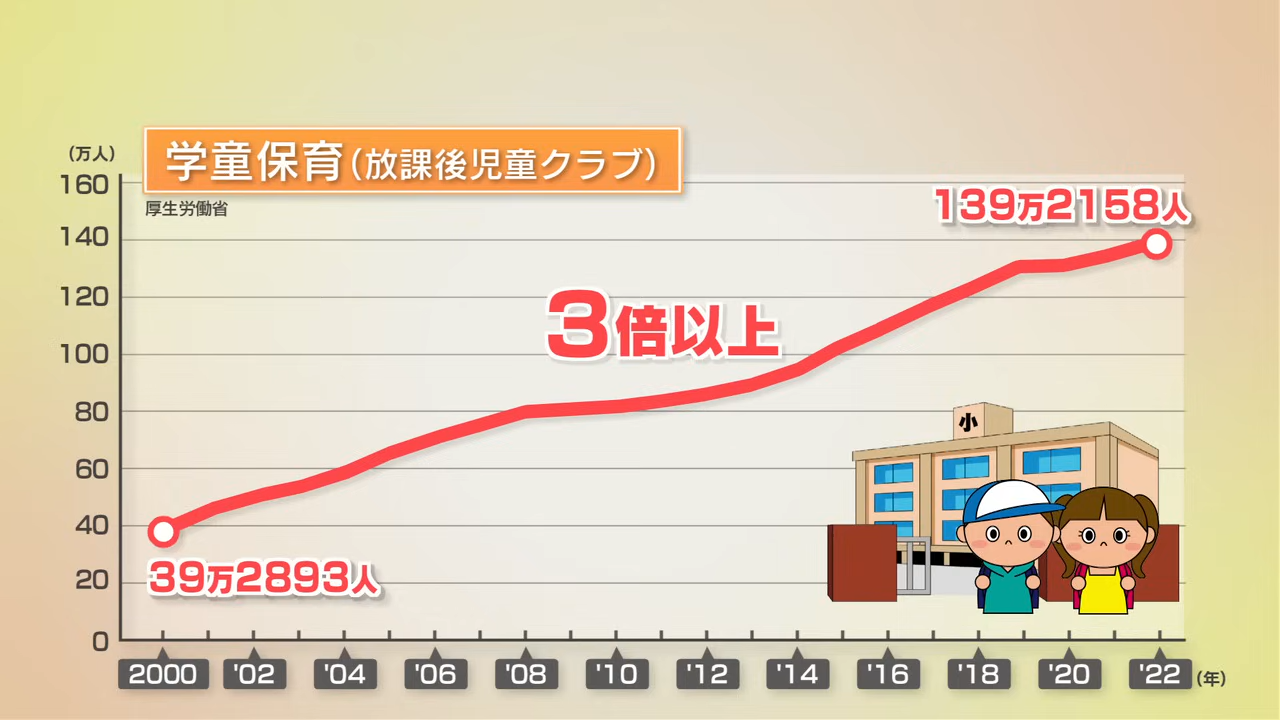 学童保育(放課後児童クラブ)
(万人)
厚生労働省
160
140
120
100
80
60
40
20
0
139万2158人
3倍以上
39万2893人
小
2000 '02 '04 '06 '08 '10 '12 '14 '16 '18 '20 '22 (年)